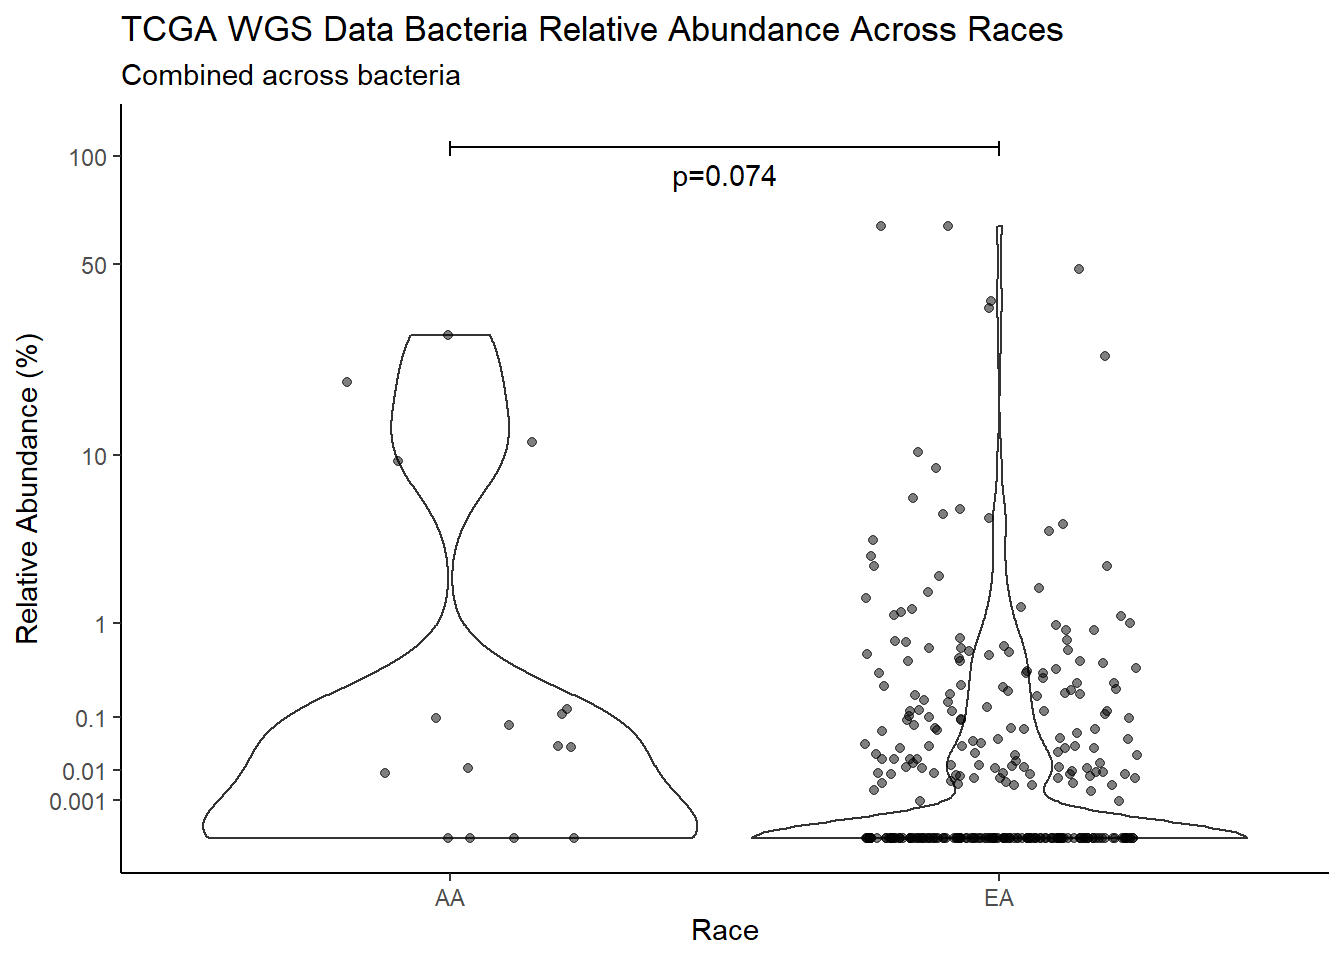 TCGA WGS Data Bacteria Relative Abundance Across Races
Combined across bacteria
Relative Abundance (%)
100
50
10
1
0.1
0.01
0.001
p=0.074
AA
EA
Race